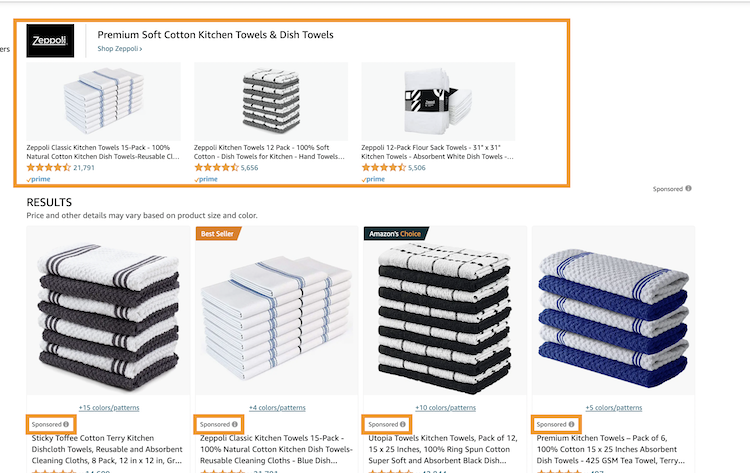 ers
Zeppoli
Premium Soft Cotton Kitchen Towels & Dish Towels
Shop Zeppoli ›
Zeppoli
Zeppoli Classic Kitchen Towels 15-Pack - 100%
Natural Cotton Kitchen Dish Towels-Reusable Cl...
21,791
prime
Zeppoli Kitchen Towels 12 Pack - 100% Soft
Cotton - Dish Towels for Kitchen - Hand Towels...
5,656
prime
Zeppoli 12-Pack Flour Sack Towels - 31" x 31"
Kitchen Towels - Absorbent White Dish Towels -...
5,506
prime
Sponsored
RESULTS
Price and other details may vary based on product size and color.
Best Seller
Amazon's Choice
+15 colors/patterns
Sponsored
Sticky Toffee Cotton Terry Kitchen
Dishcloth Towels, Reusable and Absorbent
Cleaning Cloths, 8 Pack, 12 in x 12 in, Gr...
+4 colors/patterns
Sponsored
Zeppoli Classic Kitchen Towels 15-Pack -
100% Natural Cotton Kitchen Dish Towels-
Reusable Cleaning Cloths - Blue Dish...
+10 colors/patterns
Sponsored
Utopia Towels Kitchen Towels, Pack of 12,
15 x 25 Inches, 100% Ring Spun Cotton
Super Soft and Absorbent Black Dish...
+5 colors/patterns
Sponsored
Premium Kitchen Towels – Pack of 6,
100% Cotton 15 x 25 Inches Absorbent
Dish Towels - 425 GSM Tea Towel, Terry...